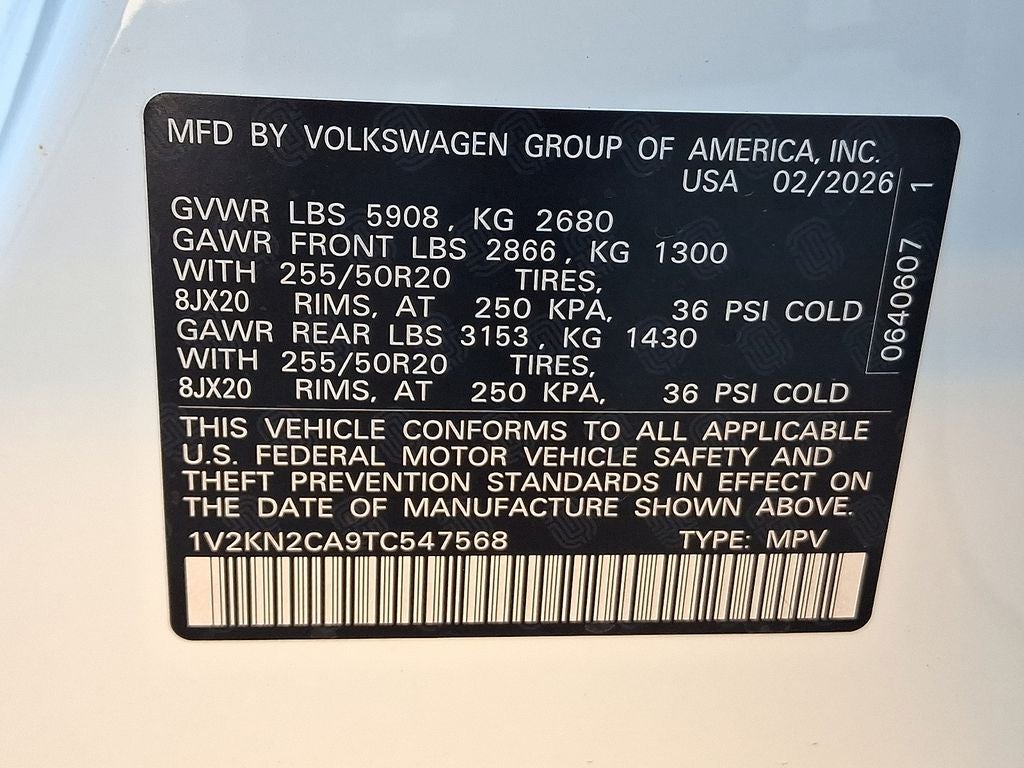 MFD BY VOLKSWAGEN GROUP OF AMERICA, INC.
USA 02/2026
GVWR LBS 5908, KG 2680
GAWR FRONT LBS 2866, KG 1300
WITH 255/50R20 TIRES,
8JX20 RIMS, AT 250 KPA, 36 PSI COLD
GAWR REAR LBS 3153, KG 1430
WITH 255/50R20 TIRES,
8JX20 RIMS, AT 250 KPA, 36 PSI COLD
0640607 1
THIS VEHICLE CONFORMS TO ALL APPLICABLE
U.S. FEDERAL MOTOR VEHICLE SAFETY AND
THEFT PREVENTION STANDARDS IN EFFECT ON
THE DATE OF MANUFACTURE SHOWN ABOVE.
1V2KN2CA9TC547568 TYPE: MPV